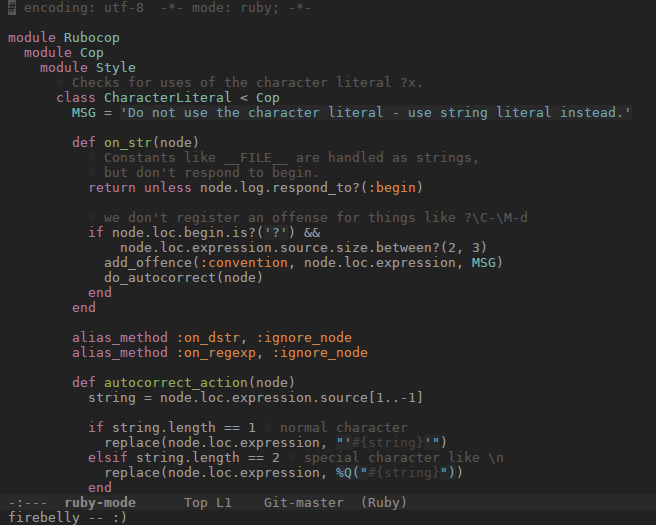 # encoding: utf-8  -*- mode: ruby; -*-
module Rubocop
  module Cop
    module Style
      # Checks for uses of the character literal ?x.
      class CharacterLiteral < Cop
        MSG = 'Do not use the character literal - use string literal instead.'
        def on_str(node)
          # Constants like __FILE__ are handled as strings,
          # but don't respond to begin.
          return unless node.log.respond_to?(:begin)
          # we don't register an offense for things like ?\C-\M-d
          if node.loc.begin.is?('?') &&
              node.loc.expression.source.size.between?(2, 3)
            add_offence(:convention, node.loc.expression, MSG)
            do_autocorrect(node)
          end
        end
        alias_method :on_dstr, :ignore_node
        alias_method :on_regexp, :ignore_node
        def autocorrect_action(node)
          string = node.loc.expression.source[1..-1]
          if string.length == 1 # normal character
            replace(node.loc.expression, "'#{string}'")
          elsif string.length == 2 # special character like \n
            replace(node.loc.expression, %Q("#{string}"))
          end
-:---  ruby-mode      Top L1    Git-master  (Ruby)
firebelly -- :)